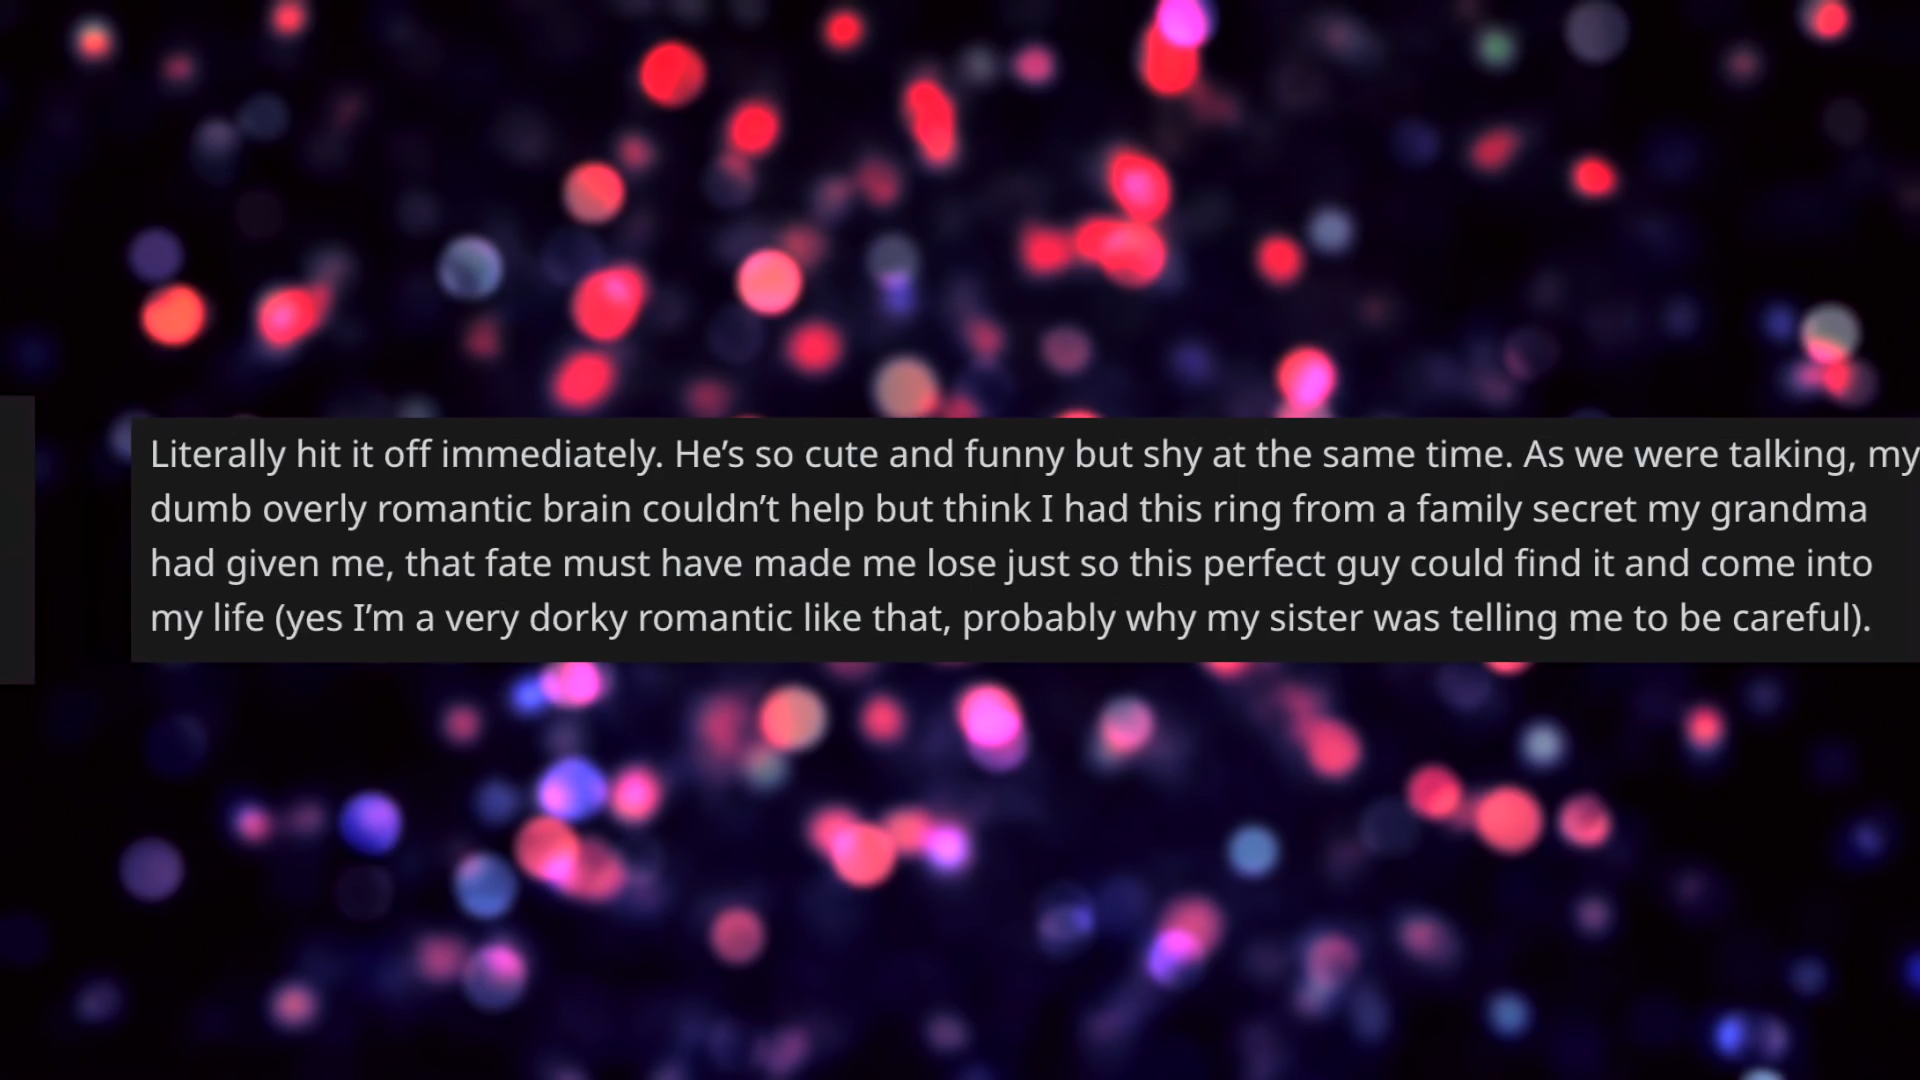 Literally hit it off immediately. He’s so cute and funny but shy at the same time. As we were talking, my
dumb overly romantic brain couldn’t help but think I had this ring from a family secret my grandma
had given me, that fate must have made me lose just so this perfect guy could find it and come into
my life (yes I’m a very dorky romantic like that, probably why my sister was telling me to be careful).